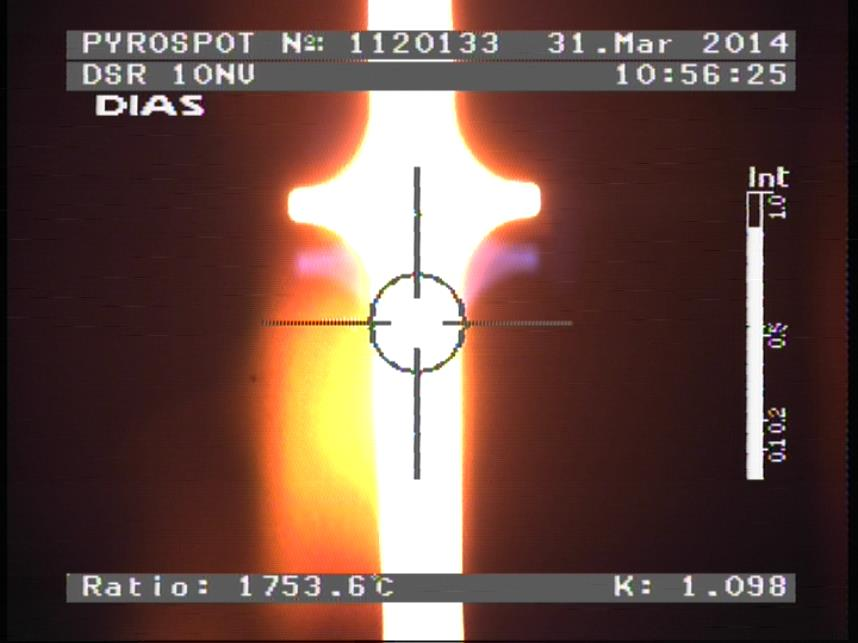 PYROSPOT №: 1120133 31.Mar 2014
DSR 10NV 10:56:25
DIAS
Int
1.0
0.5
0.2
0.1
Ratio: 1753.6°C K: 1.098